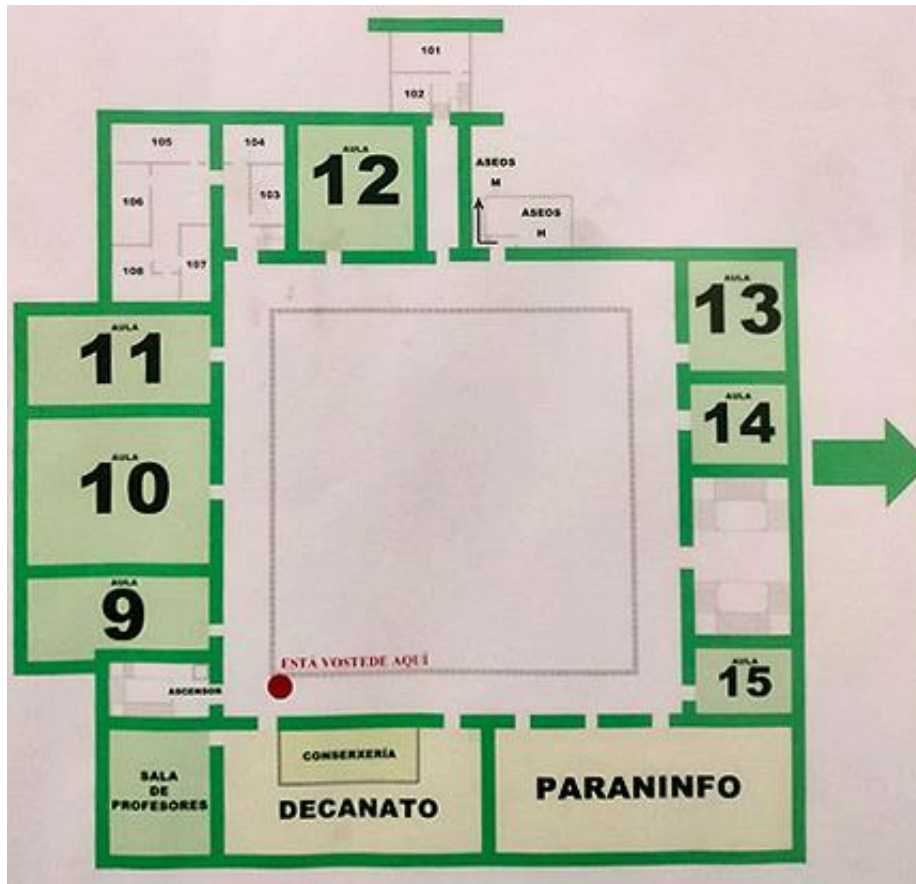 101
102
105
104
AULA
12
ASEOS
M
103
106
ASEOS
H
107
108
AULA
13
AULA
11
AULA
14
AULA
10
AULA
9
ESTÁ VOSTEDE AQUÍ
AULA
15
ASCENSOR
CONSERXERÍA
SALA
DE
PROFESORES
DECANATO
PARANINFO